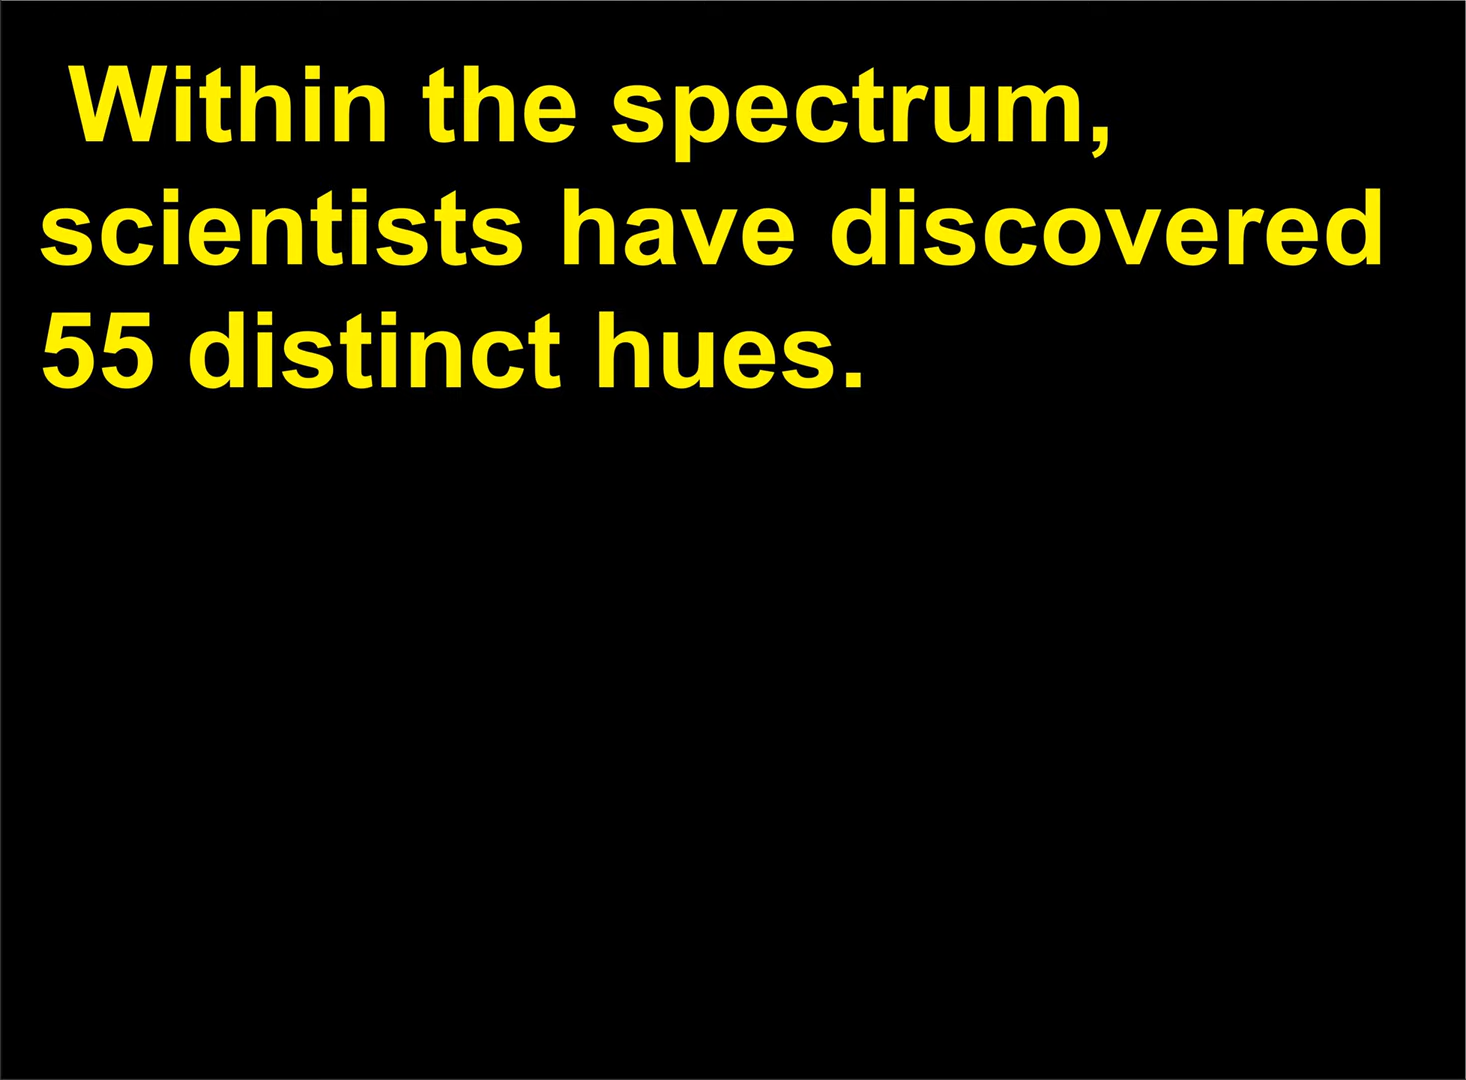 Within the spectrum,
scientists have discovered
55 distinct hues.